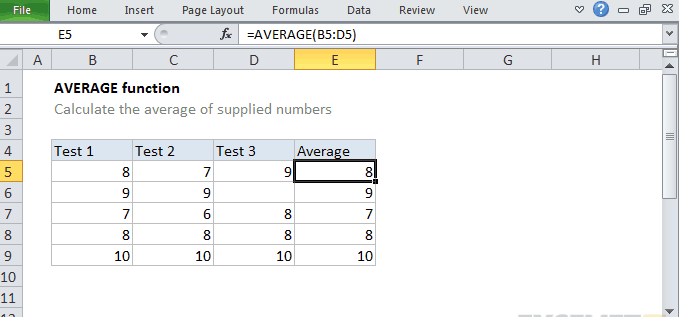 File Home Insert Page Layout Formulas Data Review View
E5 fx =AVERAGE(B5:D5)
A B C D E F G H
1 AVERAGE function
2 Calculate the average of supplied numbers
3
4 Test 1 Test 2 Test 3 Average
5 8 7 9 8
6 9 9 9
7 7 6 8 7
8 8 8 8 8
9 10 10 10 10
10
11